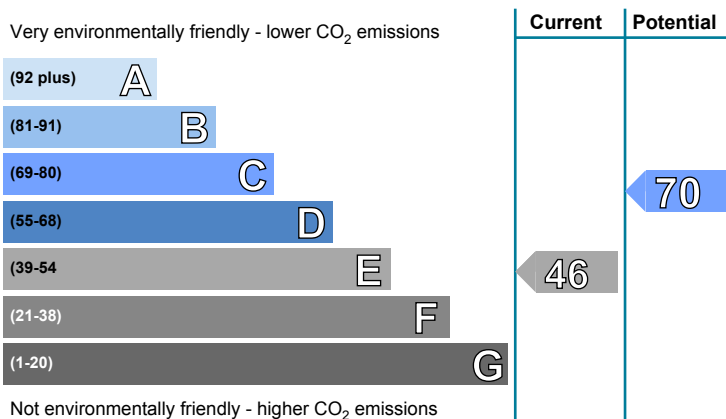 Current Potential
Very environmentally friendly - lower CO2 emissions
(92 plus) A
(81-91) B
(69-80) C
70
(55-68) D
(39-54 E
46
(21-38) F
(1-20) G
Not environmentally friendly - higher CO2 emissions